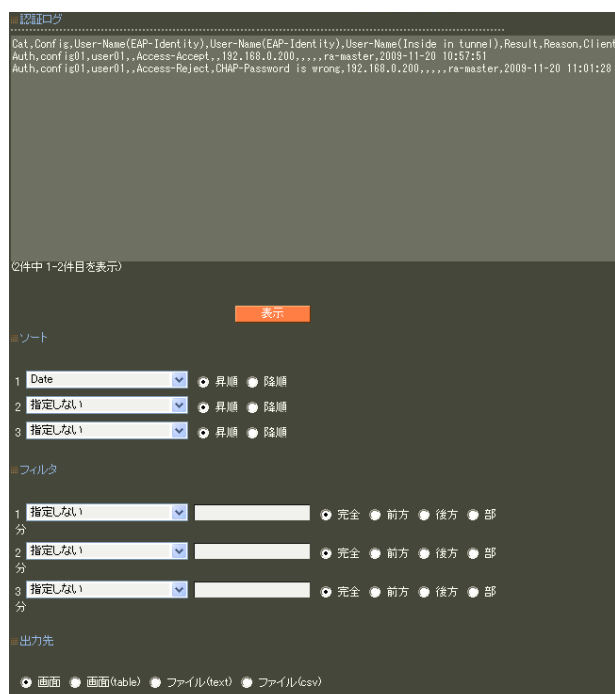 認証ログ
Cat,Config,User-Name(EAP-Identity),User-Name(EAP-Identity),User-Name(Inside in tunnel),Result,Reason,Client
Auth,config01,user01,,Access-Accept,,192.168.0.200,,,,,ra-master,2009-11-20 10:57:51
Auth,config01,user01,,Access-Reject,CHAP-Password is wrong,192.168.0.200,,,,,ra-master,2009-11-20 11:01:28
(2件中 1-2件目を表示)
表示
ソート
1 Date 昇順 降順
2 指定しない 昇順 降順
3 指定しない 昇順 降順
フィルタ
1 指定しない 完全 前方 後方 部
分
2 指定しない 完全 前方 後方 部
分
3 指定しない 完全 前方 後方 部
分
出力先
画面 画面(table) ファイル(text) ファイル(csv)